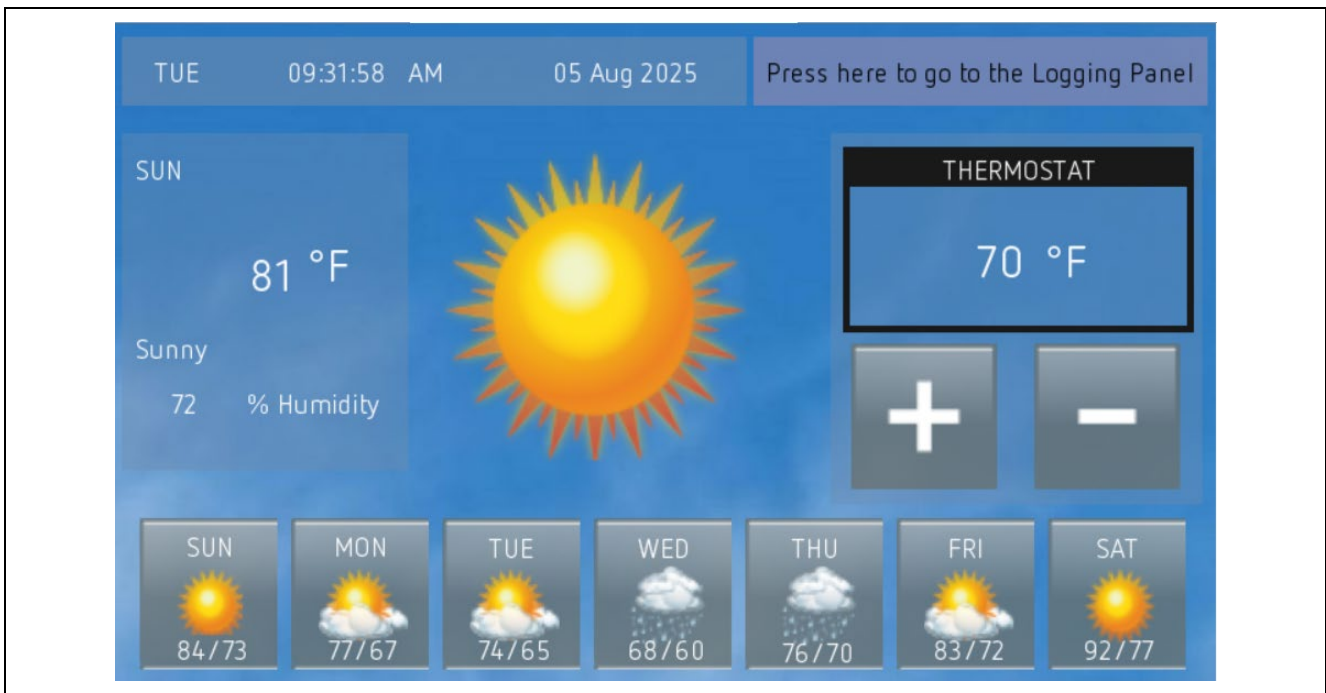 TUE 09:31:58 AM 05 Aug 2025 Press here to go to the Logging Panel
SUN
81 °F
Sunny
72 % Humidity
THERMOSTAT
70 °F
+ −
SUN MON TUE WED THU FRI SAT
84/73 77/67 74/65 68/60 76/70 83/72 92/77